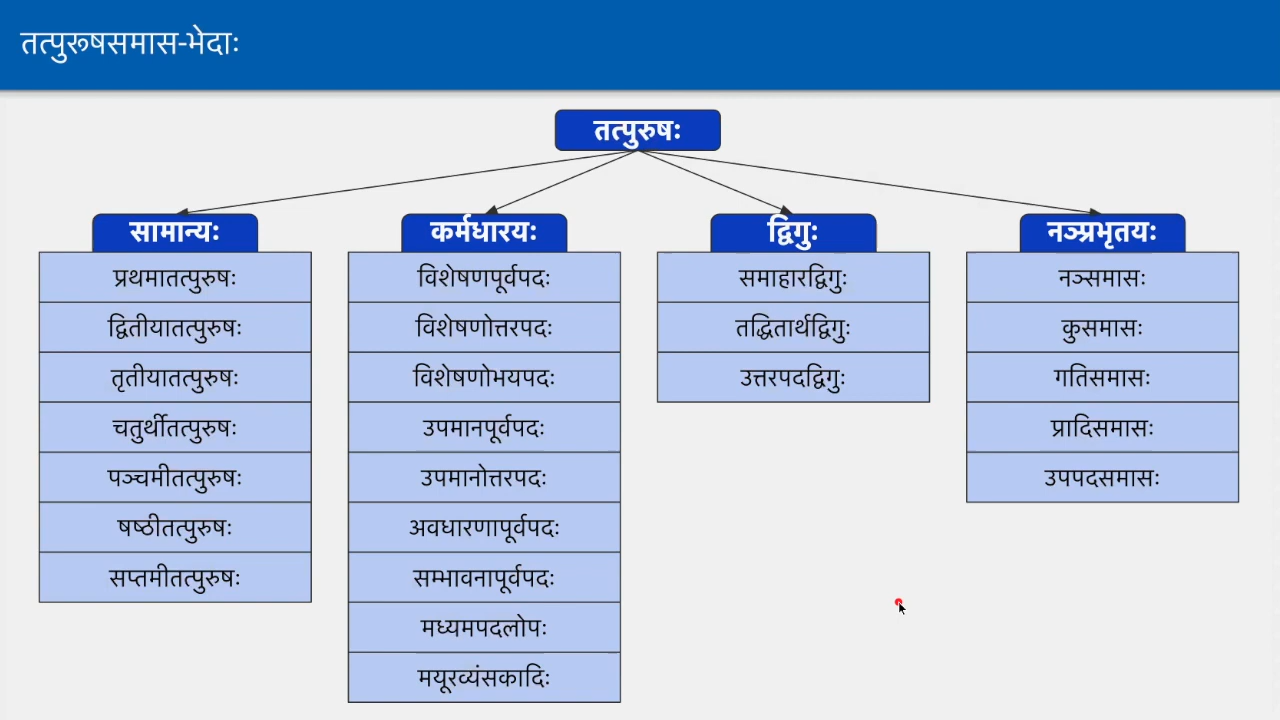 तत्पुरूषसमास-भेदाः
तत्पुरुषः
सामान्यः
प्रथमातत्पुरुषः
द्वितीयातत्पुरुषः
तृतीयातत्पुरुषः
चतुर्थीतत्पुरुषः
पञ्चमीतत्पुरुषः
षष्ठीतत्पुरुषः
सप्तमीतत्पुरुषः
कर्मधारयः
विशेषणपूर्वपदः
विशेषणोत्तरपदः
विशेषणोभयपदः
उपमानपूर्वपदः
उपमानोत्तरपदः
अवधारणापूर्वपदः
सम्भावनापूर्वपदः
मध्यमपदलोपः
मयूरव्यंसकादिः
द्विगुः
समाहारद्विगुः
तद्धितार्थद्विगुः
उत्तरपदद्विगुः
नञ्प्रभृतयः
नञ्समासः
कुसमासः
गतिसमासः
प्रादिसमासः
उपपदसमासः